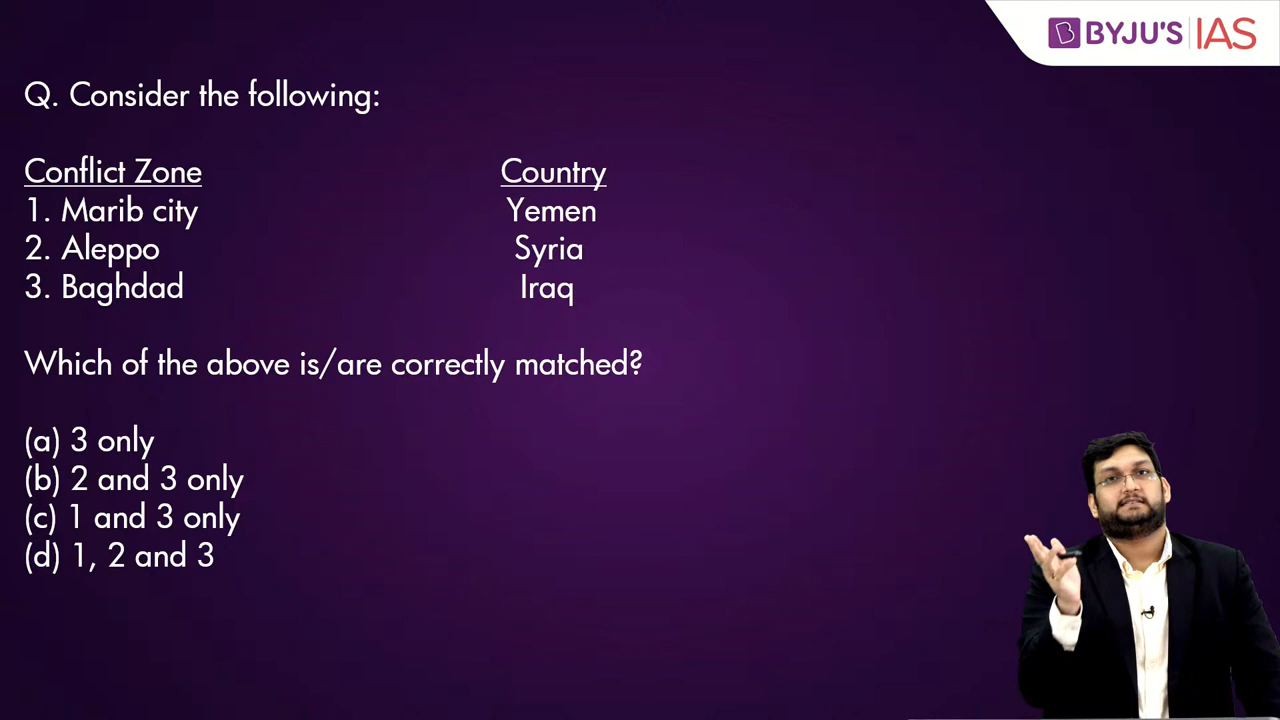 BYJU'S IAS
Q. Consider the following:
Conflict Zone Country
1. Marib city Yemen
2. Aleppo Syria
3. Baghdad Iraq
Which of the above is/are correctly matched?
(a) 3 only
(b) 2 and 3 only
(c) 1 and 3 only
(d) 1, 2 and 3